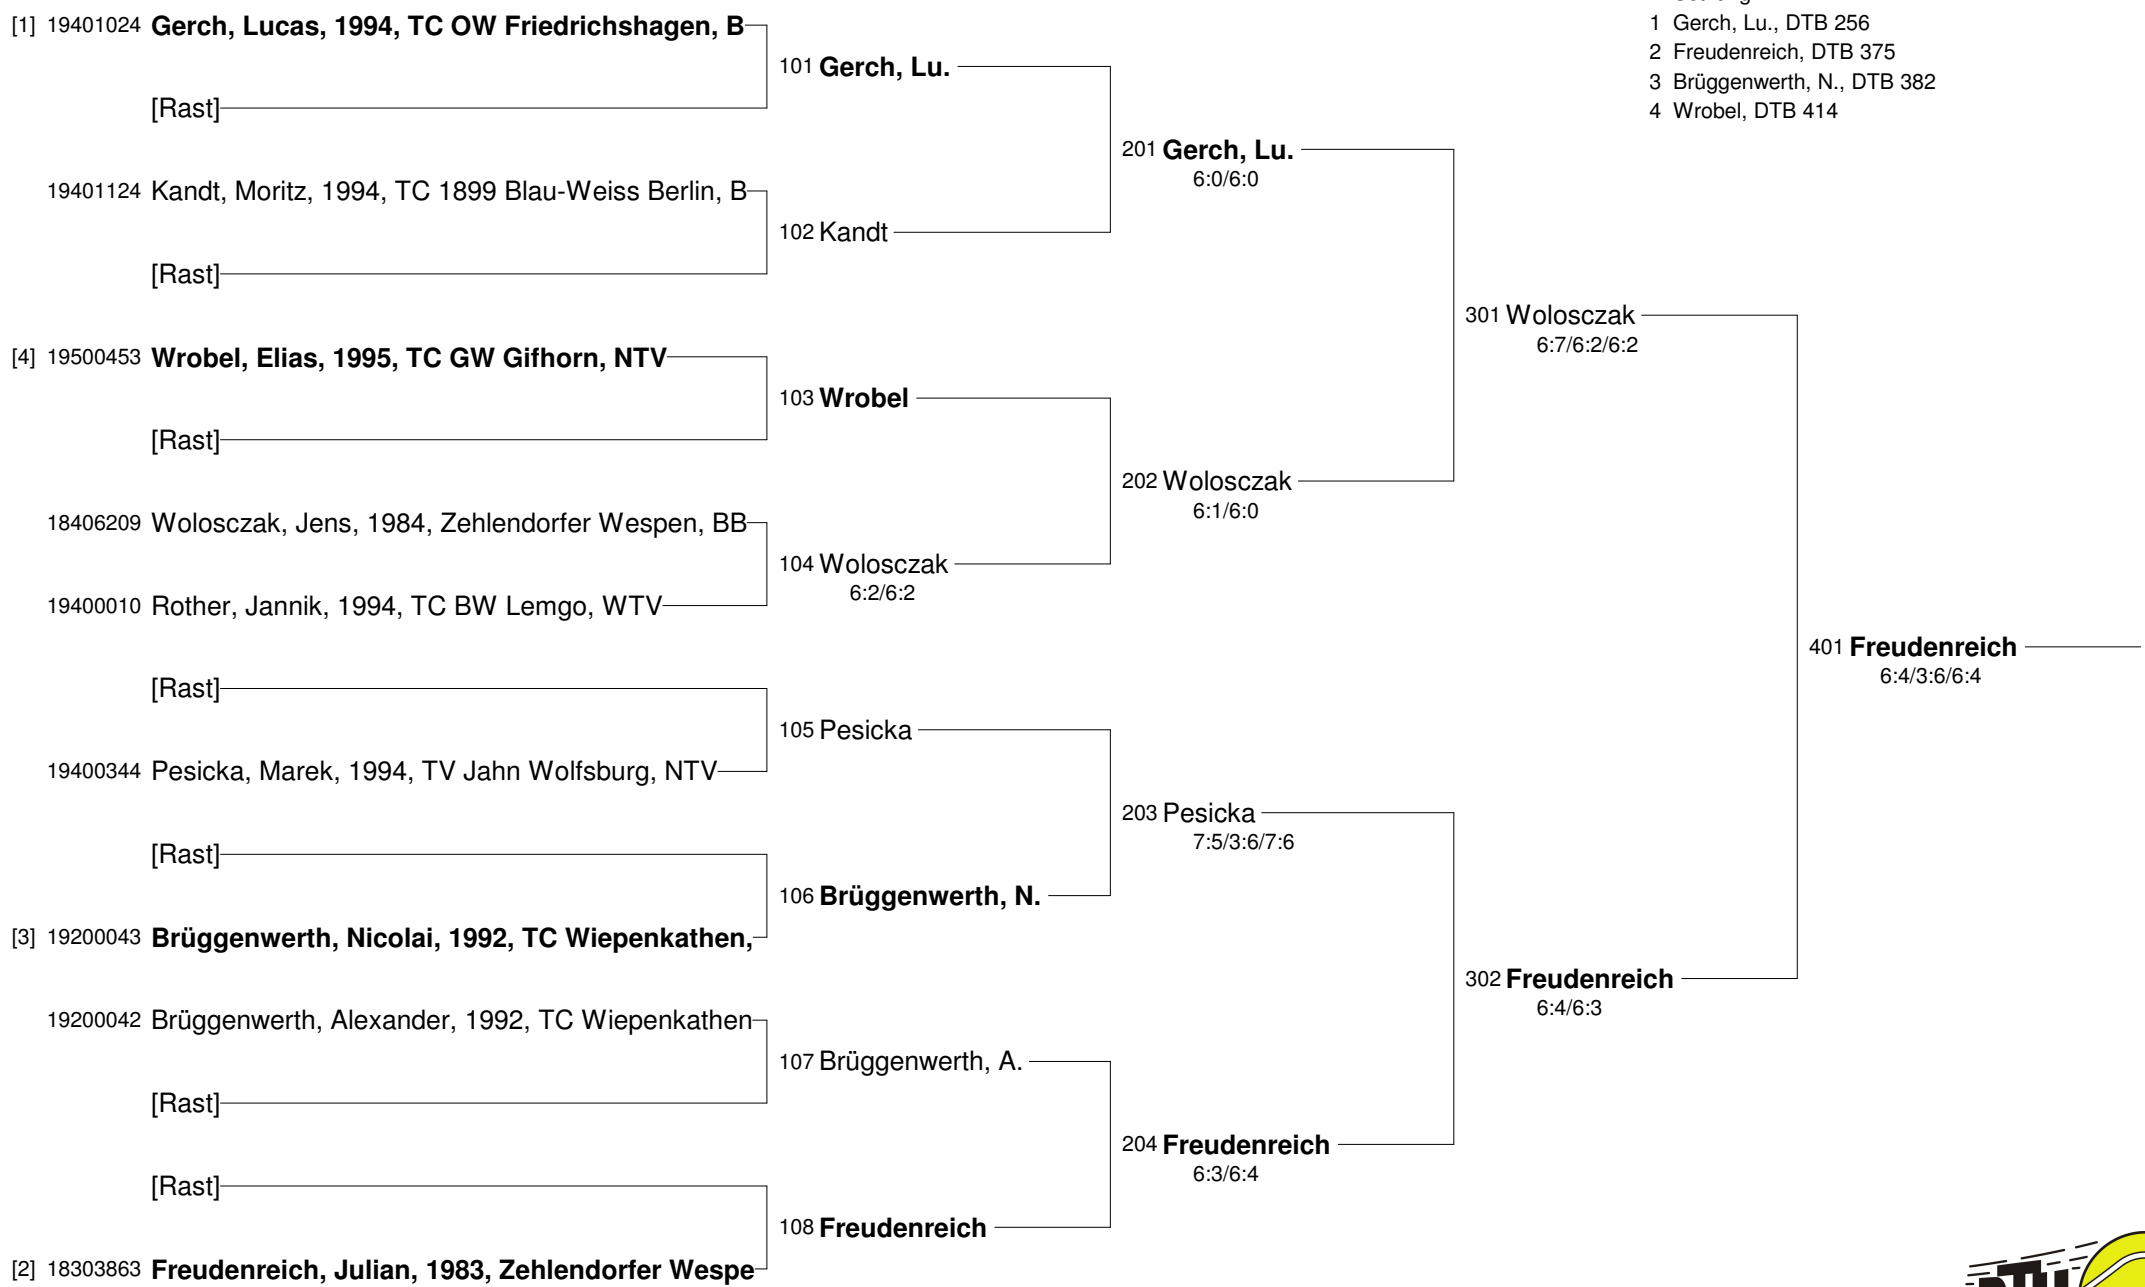 [1] 19401024 Gerch, Lucas, 1994, TC OW Friedrichshagen, B
1 Gerch, Lu., DTB 256
2 Freudenreich, DTB 375
101 Gerch, Lu.
3 Brüggenwerth, N., DTB 382
[Rast]
4 Wrobel, DTB 414
201 Gerch, Lu.
6:0/6:0
19401124 Kandt, Moritz, 1994, TC 1899 Blau-Weiss Berlin, B
102 Kandt
[Rast]
301 Wolosczak
6:7/6:2/6:2
[4] 19500453 Wrobel, Elias, 1995, TC GW Gifhorn, NTV
103 Wrobel
[Rast]
202 Wolosczak
6:1/6:0
18406209 Wolosczak, Jens, 1984, Zehlendorfer Wespen, BB
104 Wolosczak
6:2/6:2
19400010 Rother, Jannik, 1994, TC BW Lemgo, WTV
401 Freudenreich
6:4/3:6/6:4
[Rast]
105 Pesicka
19400344 Pesicka, Marek, 1994, TV Jahn Wolfsburg, NTV
203 Pesicka
7:5/3:6/7:6
[Rast]
106 Brüggenwerth, N.
[3] 19200043 Brüggenwerth, Nicolai, 1992, TC Wiepenkathen,
302 Freudenreich
6:4/6:3
19200042 Brüggenwerth, Alexander, 1992, TC Wiepenkathen
107 Brüggenwerth, A.
[Rast]
204 Freudenreich
6:3/6:4
[Rast]
108 Freudenreich
[2] 18303863 Freudenreich, Julian, 1983, Zehlendorfer Wespe